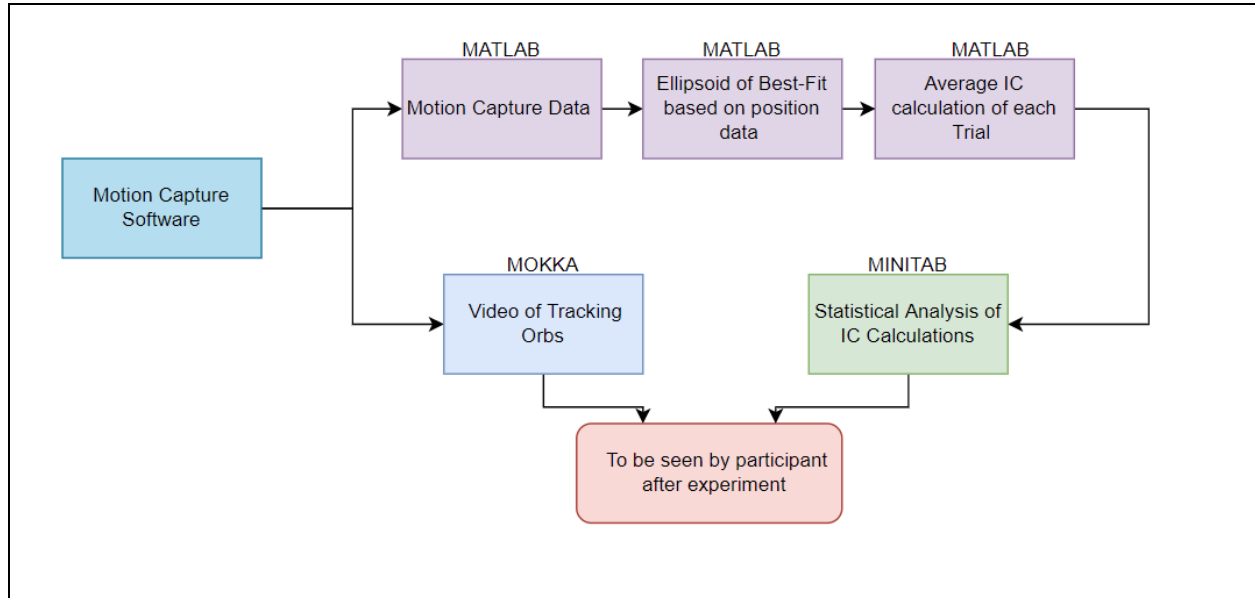 MATLAB
Motion Capture Data
MATLAB
Ellipsoid of Best-Fit
based on position
data
MATLAB
Average IC
calculation of each
Trial
Motion Capture
Software
MOKKA
Video of Tracking
Orbs
MINITAB
Statistical Analysis of
IC Calculations
To be seen by participant
after experiment